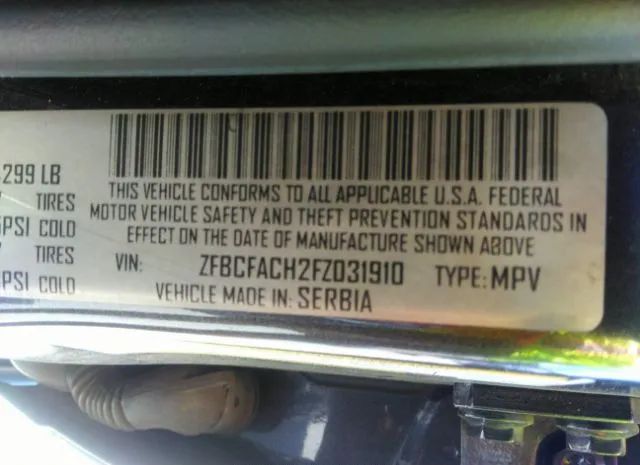 299 LB
TIRES
PSI COLD
TIRES
PSI COLD
THIS VEHICLE CONFORMS TO ALL APPLICABLE U.S.A. FEDERAL
MOTOR VEHICLE SAFETY AND THEFT PREVENTION STANDARDS IN
EFFECT ON THE DATE OF MANUFACTURE SHOWN ABOVE
VIN: ZFBCFACH2FZ031910 TYPE: MPV
VEHICLE MADE IN: SERBIA